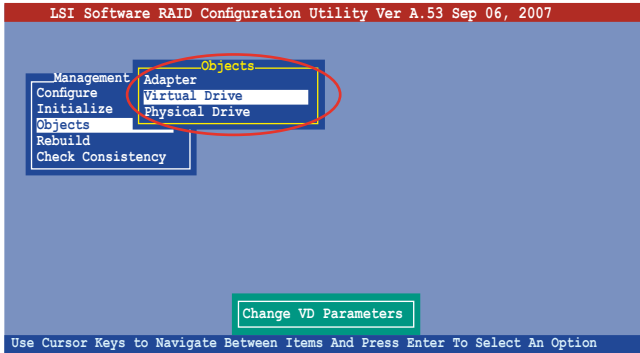 LSI Software RAID Configuration Utility Ver A.53 Sep 06, 2007
Management
Configure
Initialize
Objects
Rebuild
Check Consistency
Objects
Adapter
Virtual Drive
Physical Drive
Change VD Parameters
Use Cursor Keys to Navigate Between Items And Press Enter To Select An Option